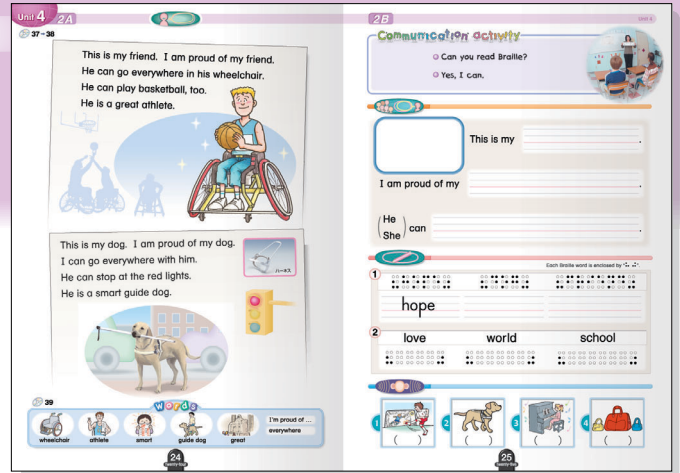 Unit 4 2A
37-38
This is my friend. I am proud of my friend.
He can go everywhere in his wheelchair.
He can play basketball, too.
He is a great athlete.
This is my dog. I am proud of my dog.
I can go everywhere with him.
He can stop at the red lights.
He is a smart guide dog.
ハーネス
39
Words
wheelchair
athlete
smart
guide dog
great
I'm proud of ...
everywhere
24
twenty-four
2B
Unit 4
Communication activity
Can you read Braille?
Yes, I can.
This is my .
I am proud of my .
(He She) can .
Each Braille word is enclosed by
1
hope
2
love world school
1 ( )
2 ( )
3 ( )
4 ( )
25
twenty-five